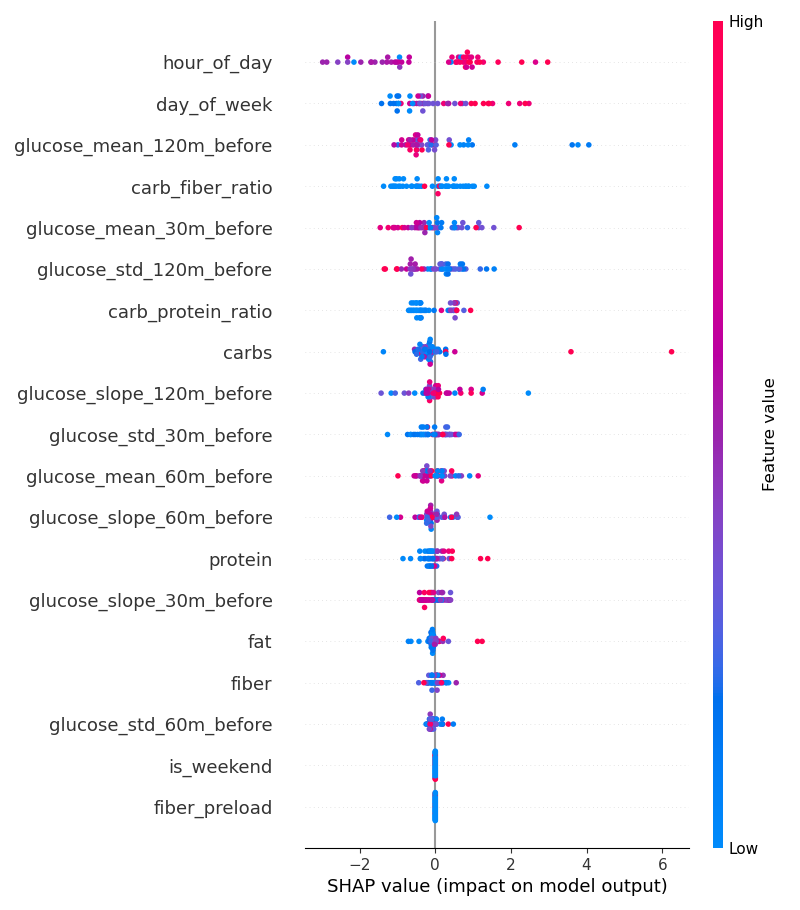 High
hour_of_day
day_of_week
glucose_mean_120m_before
carb_fiber_ratio
glucose_mean_30m_before
glucose_std_120m_before
carb_protein_ratio
carbs
glucose_slope_120m_before
glucose_std_30m_before
glucose_mean_60m_before
glucose_slope_60m_before
protein
glucose_slope_30m_before
fat
fiber
glucose_std_60m_before
is_weekend
fiber_preload
Feature value
Low
−2 0 2 4 6
SHAP value (impact on model output)